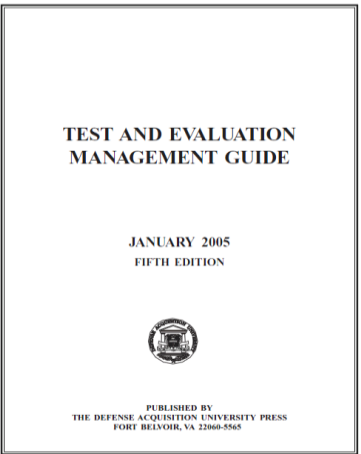 TEST AND EVALUATION
MANAGEMENT GUIDE
JANUARY 2005
FIFTH EDITION
PUBLISHED BY
THE DEFENSE ACQUISITION UNIVERSITY PRESS
FORT BELVOIR, VA 22060-5565